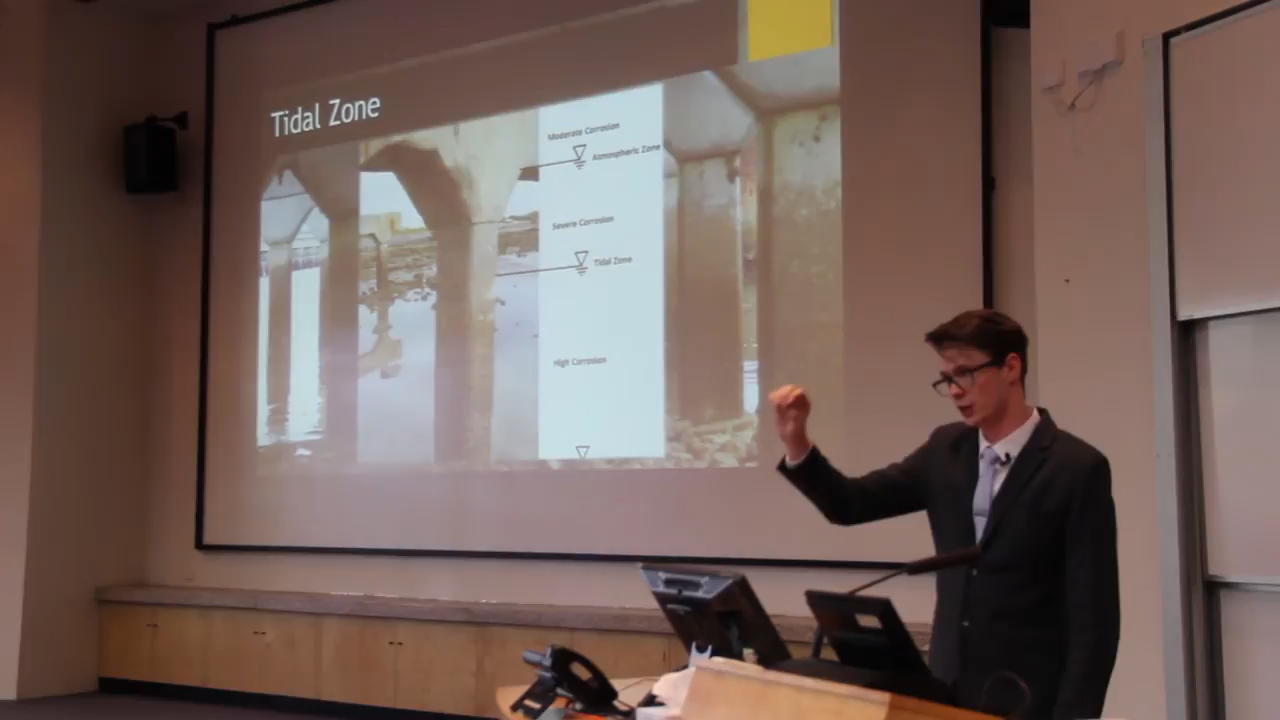 Tidal Zone
Moderate Corrosion
Atmospheric Zone
Severe Corrosion
Tidal Zone
High Corrosion